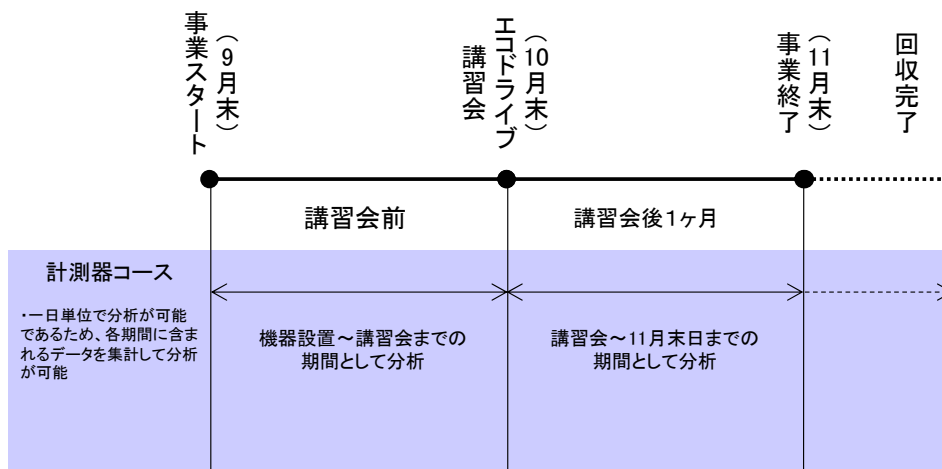 事業スタート
（9月末）
エコドライブ
講習会
（10月末）
事業終了
（11月末）
回収完了
講習会前
講習会後1ヶ月
計測器コース
・一日単位で分析が可能
であるため、各期間に含ま
れるデータを集計して分析
が可能
機器設置～講習会までの
期間として分析
講習会～11月末日までの
期間として分析